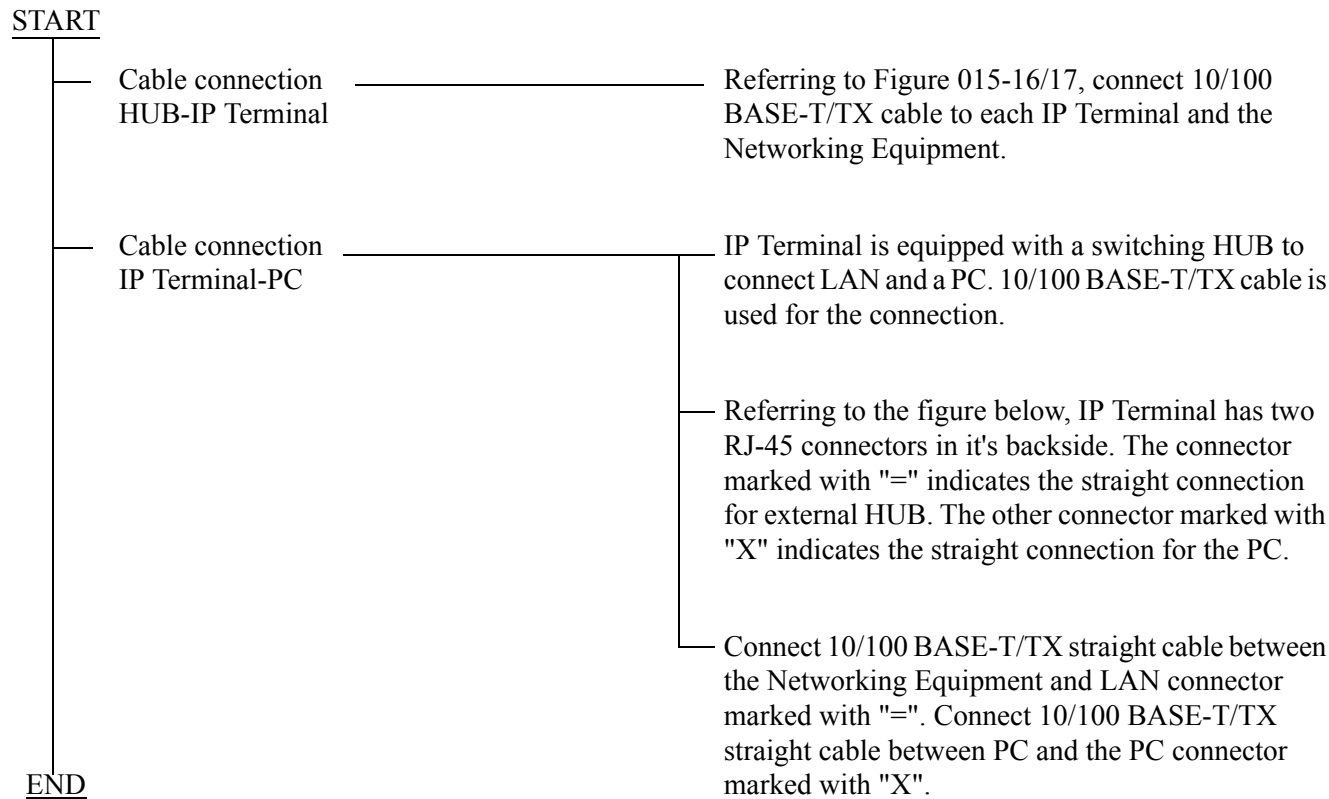 START
Cable connection
HUB-IP Terminal
Referring to Figure 015-16/17, connect 10/100
BASE-T/TX cable to each IP Terminal and the
Networking Equipment.
Cable connection
IP Terminal-PC
IP Terminal is equipped with a switching HUB to
connect LAN and a PC. 10/100 BASE-T/TX cable is
used for the connection.
Referring to the figure below, IP Terminal has two
RJ-45 connectors in it's backside. The connector
marked with "=" indicates the straight connection
for external HUB. The other connector marked with
"X" indicates the straight connection for the PC.
Connect 10/100 BASE-T/TX straight cable between
the Networking Equipment and LAN connector
marked with "=". Connect 10/100 BASE-T/TX
straight cable between PC and the PC connector
marked with "X".
END